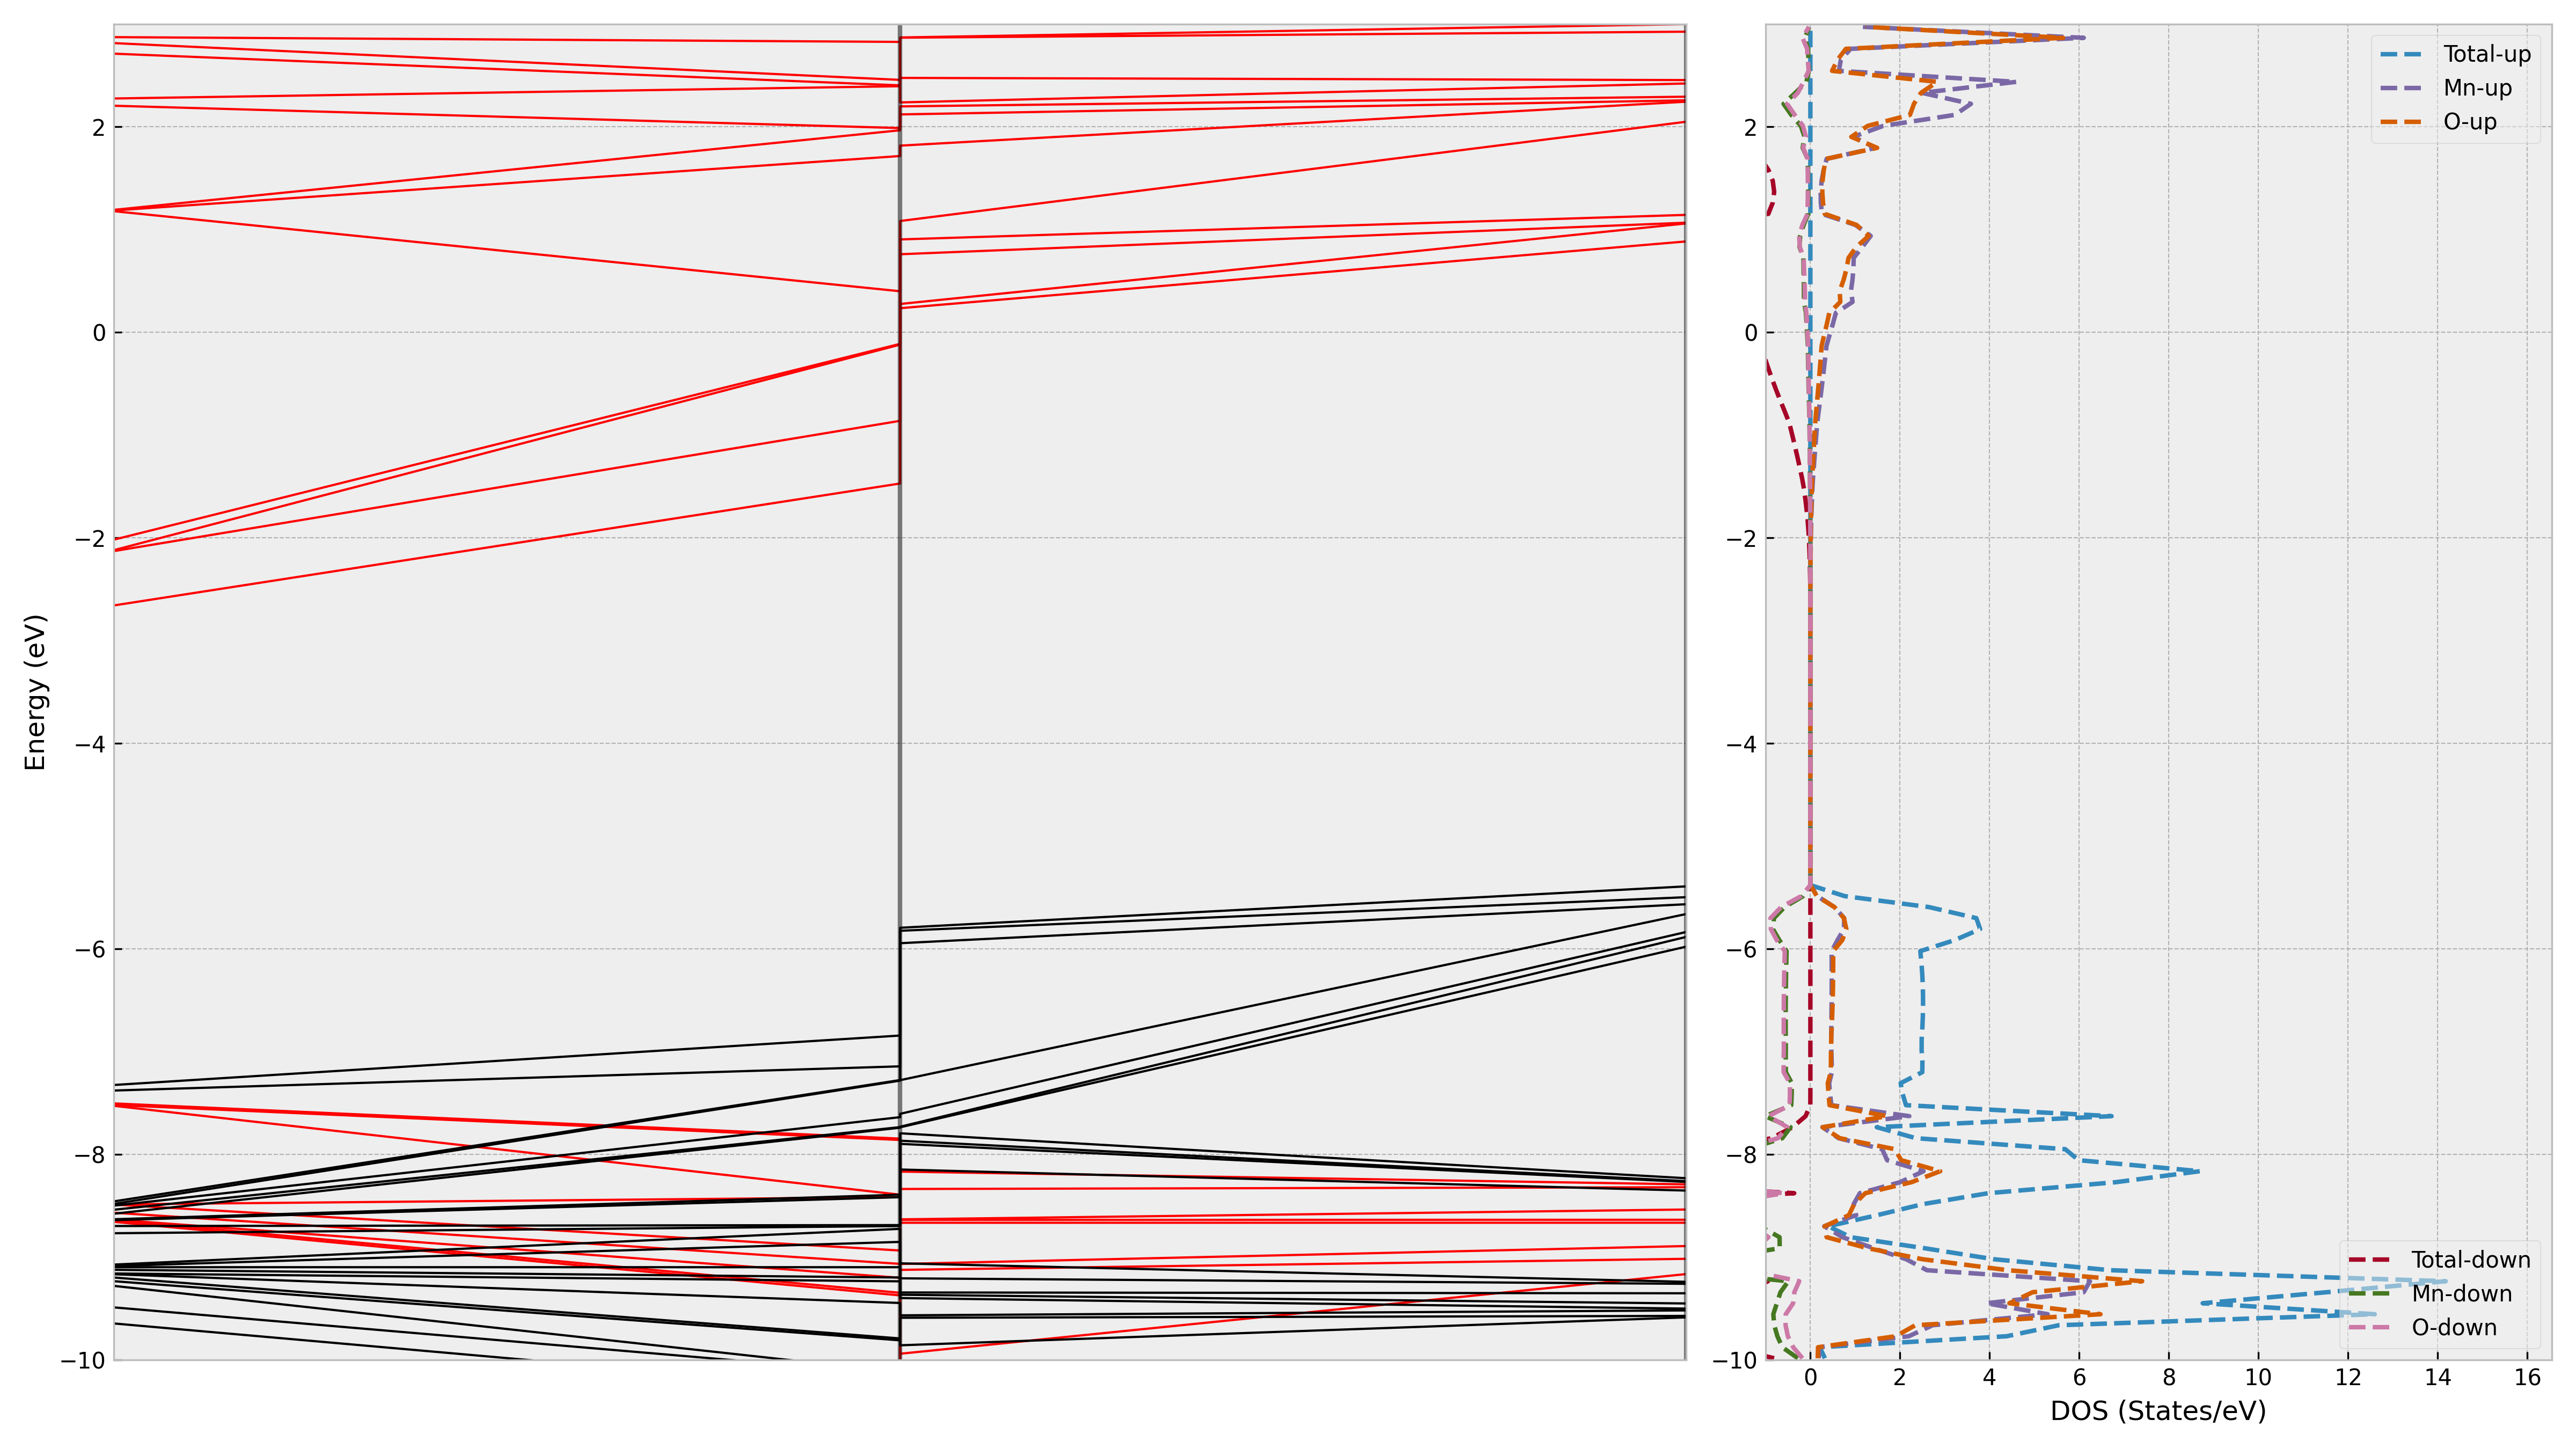 Energy (eV)
2
0
−2
−4
−6
−8
−10
2
0
−2
−4
−6
−8
−10
Total-up
Mn-up
O-up
Total-down
Mn-down
O-down
0 2 4 6 8 10 12 14 16
DOS (States/eV)